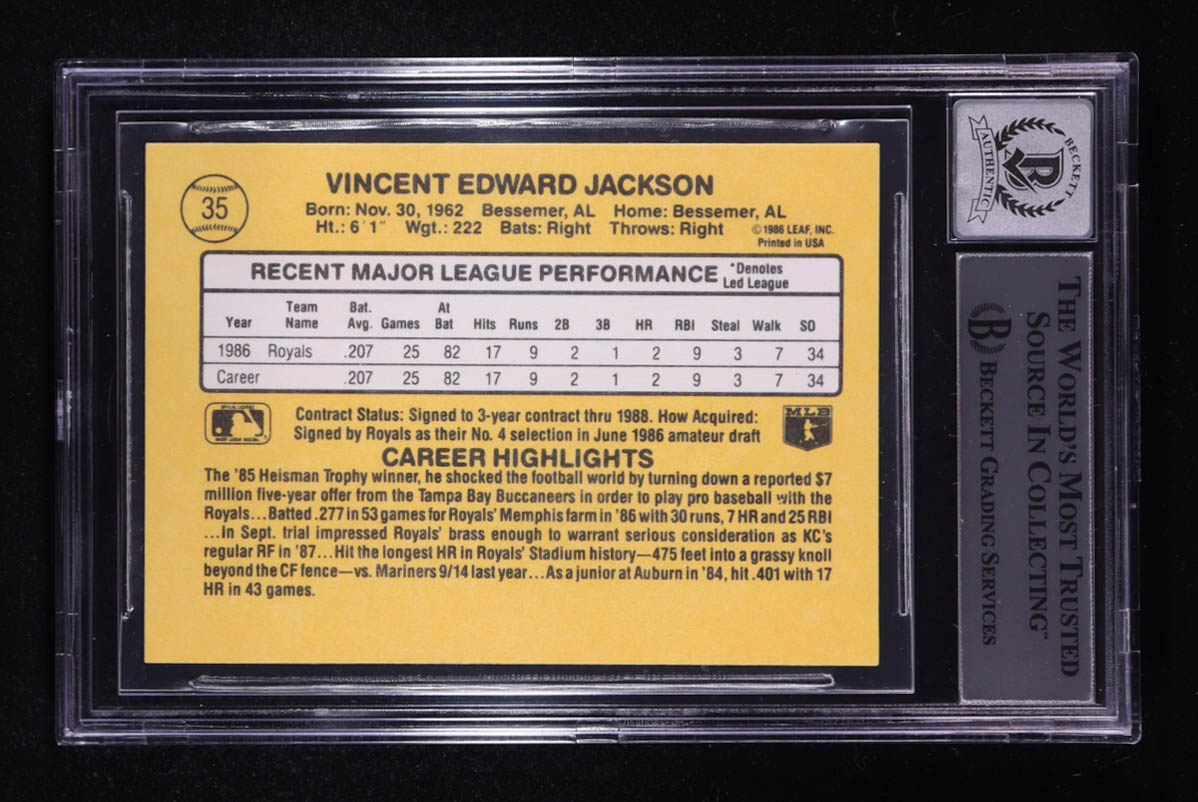 35
VINCENT EDWARD JACKSON
Born: Nov. 30, 1962 Bessemer, AL Home: Bessemer, AL
Ht.: 6'1" Wgt.: 222 Bats: Right Throws: Right
© 1986 LEAF, INC.
Printed in USA
RECENT MAJOR LEAGUE PERFORMANCE
*Denotes
Led League
Year Team Name Bat. Avg. Games At Bat Hits Runs 2B 3B HR RBI Steal Walk SO
1986 Royals .207 25 82 17 9 2 1 2 9 3 7 34
Career .207 25 82 17 9 2 1 2 9 3 7 34
Contract Status: Signed to 3-year contract thru 1988. How Acquired:
Signed by Royals as their No. 4 selection in June 1986 amateur draft
MLB
CAREER HIGHLIGHTS
The '85 Heisman Trophy winner, he shocked the football world by turning down a reported $7
million five-year offer from the Tampa Bay Buccaneers in order to play pro baseball with the
Royals...Batted .277 in 53 games for Royals' Memphis farm in '86 with 30 runs, 7 HR and 25 RBI
...In Sept. trial impressed Royals' brass enough to warrant serious consideration as KC's
regular RF in '87...Hit the longest HR in Royals' Stadium history—475 feet into a grassy knoll
beyond the CF fence—vs. Mariners 9/14 last year...As a junior at Auburn in '84, hit .401 with 17
HR in 43 games.
BECKETT
AUTHENTIC
THE WORLD'S MOST TRUSTED
SOURCE IN COLLECTING™
B BECKETT GRADING SERVICES